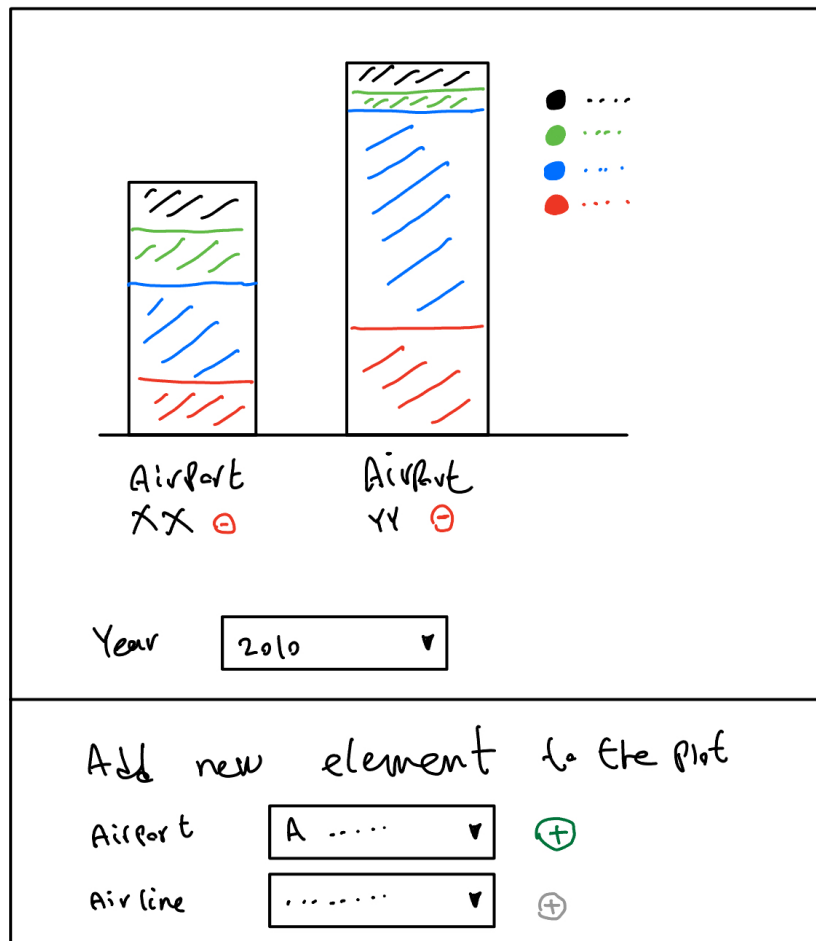 Airport
XX
Airport
YY
Year
2010
Add new element to the plot
Airport
A .....
Airline